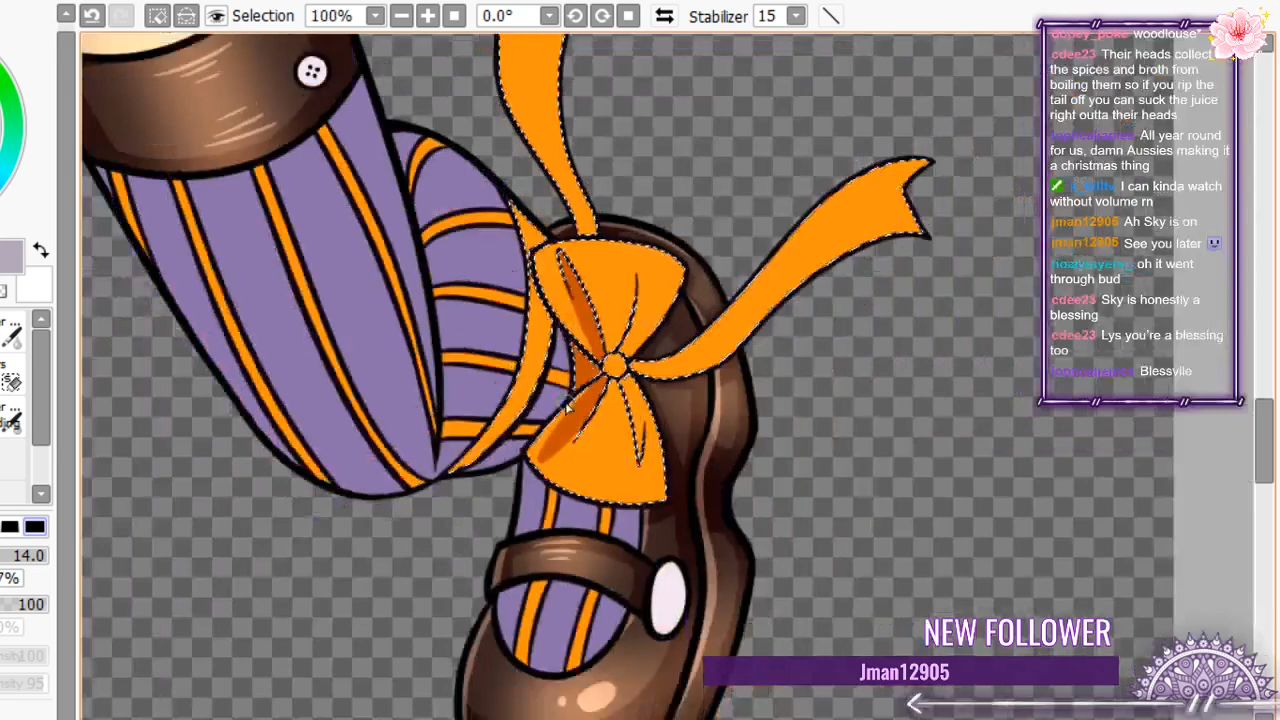 Selection 100% 0.0° Stabilizer 15
woodlouse*
cdee23 Their heads collect
the spices and broth from
boiling them so if you rip the
tail off you can suck the juice
right outta their heads
All year round
for us, damn Aussies making it
a christmas thing
I can kinda watch
without volume rn
jman12905 Ah Sky is on
jman12905 See you later
oh it went
through bud
cdee23 Sky is honestly a
blessing
cdee23 Lys you're a blessing
too
Blessylle
14.0
7%
100
100
95
NEW FOLLOWER
Jman12905